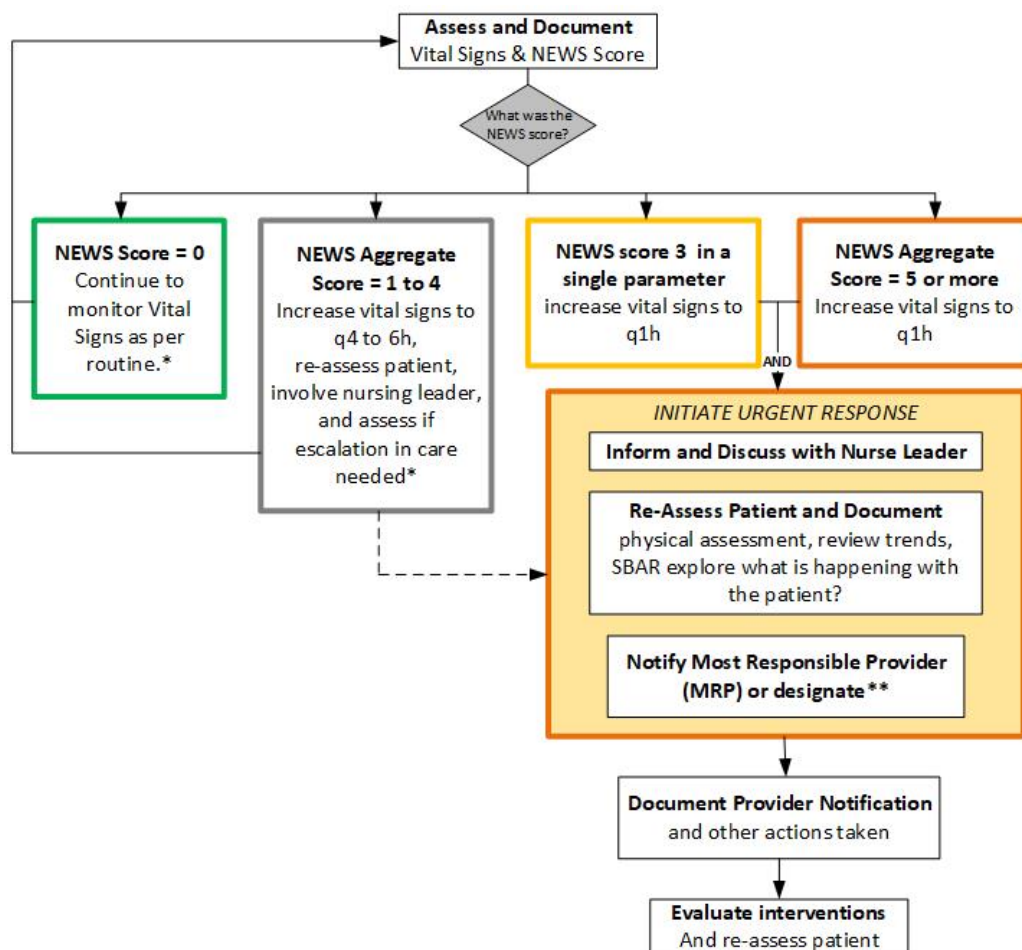 Assess and Document
Vital Signs & NEWS Score
What was the
NEWS score?
NEWS Score = 0
Continue to
monitor Vital
Signs as per
routine.*
NEWS Aggregate
Score = 1 to 4
Increase vital signs to
q4 to 6h,
re-assess patient,
involve nursing leader,
and assess if
escalation in care
needed*
NEWS score 3 in a
single parameter
increase vital signs to
q1h
NEWS Aggregate
Score = 5 or more
Increase vital signs to
q1h
AND
INITIATE URGENT RESPONSE
Inform and Discuss with Nurse Leader
Re-Assess Patient and Document
physical assessment, review trends,
SBAR explore what is happening with
the patient?
Notify Most Responsible Provider
(MRP) or designate**
Document Provider Notification
and other actions taken
Evaluate interventions
And re-assess patient